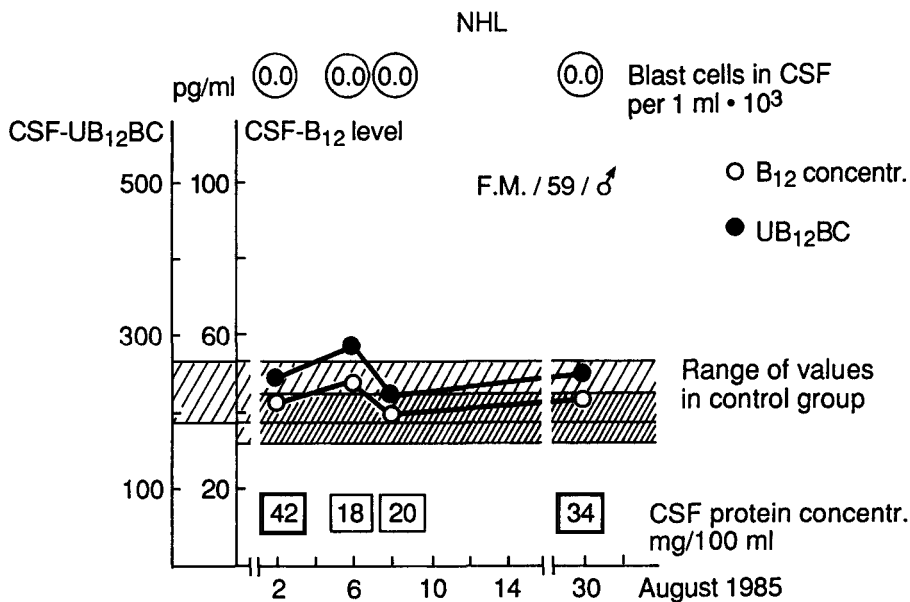 NHL
pg/ml 0.0 0.0 0.0 0.0 Blast cells in CSF
per 1 ml • 10³
CSF-UB₁₂BC CSF-B₁₂ level
500 100 F.M. / 59 / ♂ B₁₂ concentr.
UB₁₂BC
300 60
Range of values
in control group
100 20 42 18 20 34 CSF protein concentr.
mg/100 ml
2 6 10 14 30 August 1985